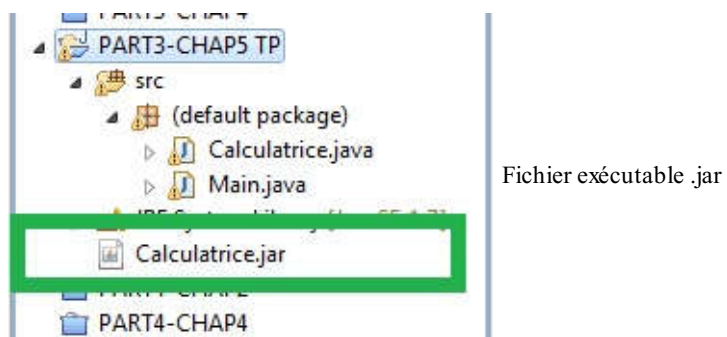 PART3-CHAP5 TP
src
(default package)
Calculatrice.java
Main.java
Fichier exécutable .jar
Calculatrice.jar
PART4-CHAP4